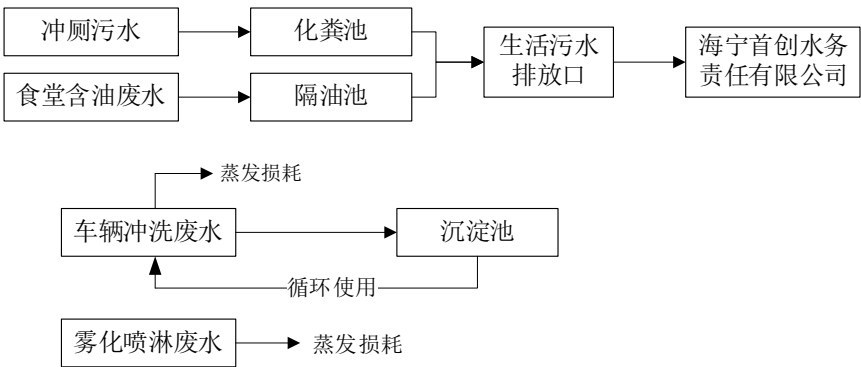 冲厕污水
化粪池
生活污水
排放口
海宁首创水务
责任有限公司
食堂含油废水
隔油池
蒸发损耗
车辆冲洗废水
沉淀池
循环使用
雾化喷淋废水
蒸发损耗